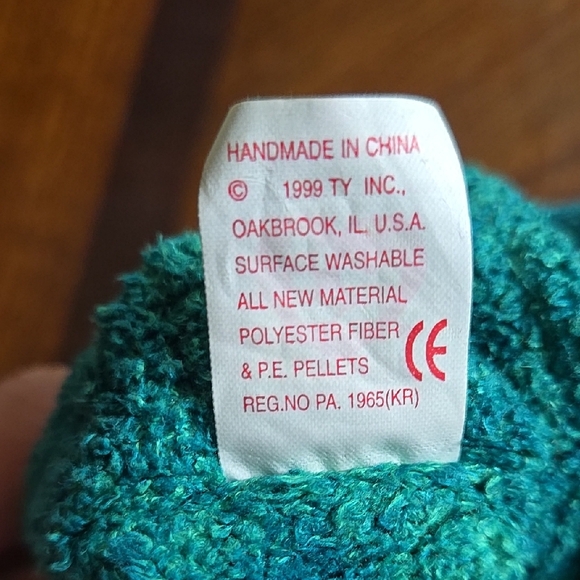 HANDMADE IN CHINA
© 1999 TY INC.,
OAKBROOK, IL, U.S.A.
SURFACE WASHABLE
ALL NEW MATERIAL
POLYESTER FIBER
& P.E. PELLETS
CE
REG.NO PA. 1965(KR)